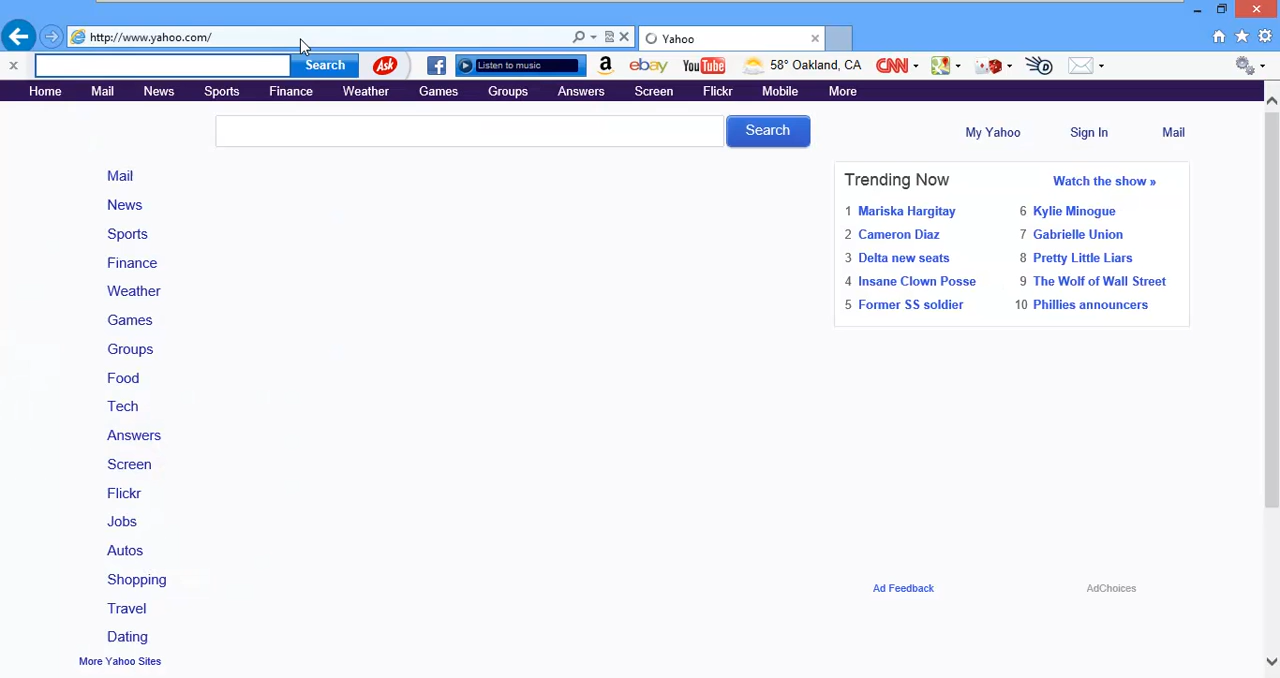 http://www.yahoo.com/
Yahoo
Search
Ask
Listen to music
a
ebay
You Tube
58° Oakland, CA
CNN
Home Mail News Sports Finance Weather Games Groups Answers Screen Flickr Mobile More
Search
My Yahoo Sign In Mail
Mail
News
Sports
Finance
Weather
Games
Groups
Food
Tech
Answers
Screen
Flickr
Jobs
Autos
Shopping
Travel
Dating
More Yahoo Sites
Trending Now Watch the show »
1 Mariska Hargitay
2 Cameron Diaz
3 Delta new seats
4 Insane Clown Posse
5 Former SS soldier
6 Kylie Minogue
7 Gabrielle Union
8 Pretty Little Liars
9 The Wolf of Wall Street
10 Phillies announcers
Ad Feedback AdChoices